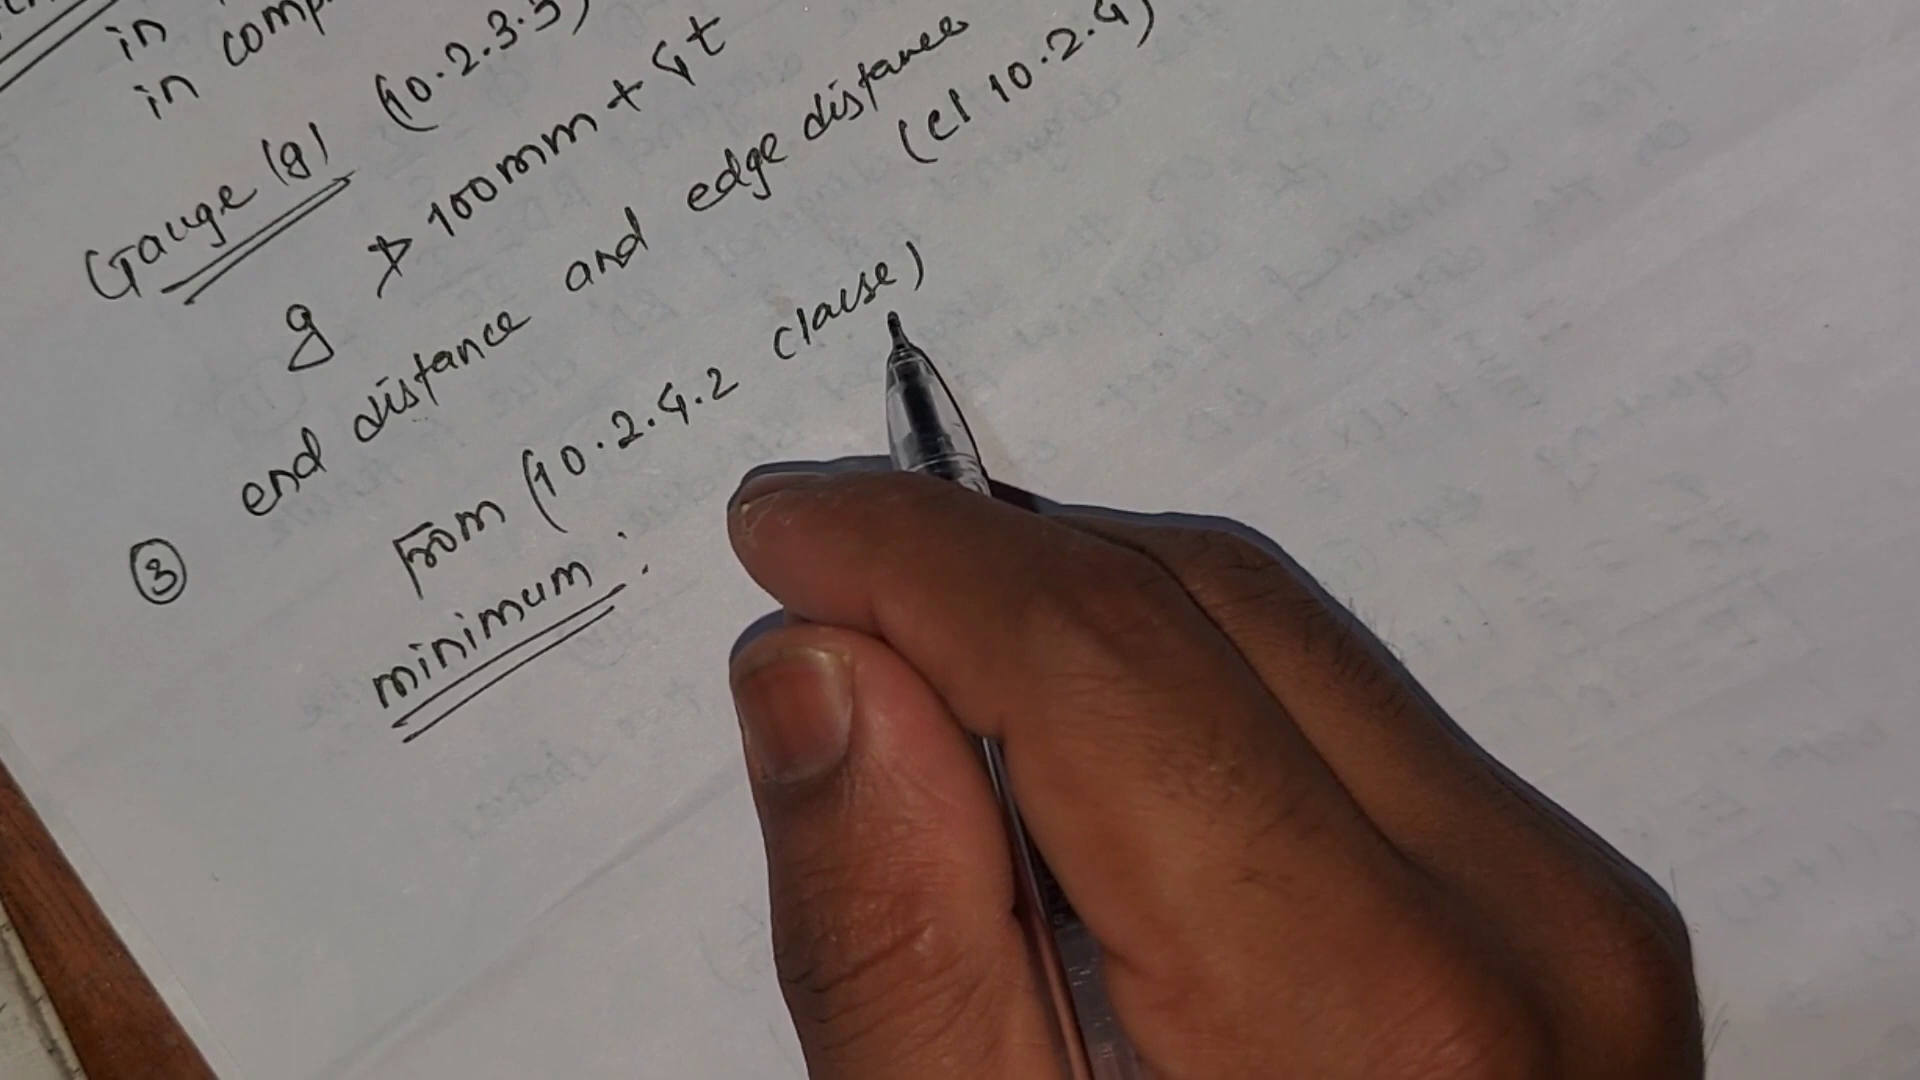 in
in comp
Gauge (g) (10.2.3.3)
g ≯ 100mm + 4t
③ end distance and edge distance
(cl 10.2.4)
From (10.2.4.2 clause)
minimum :